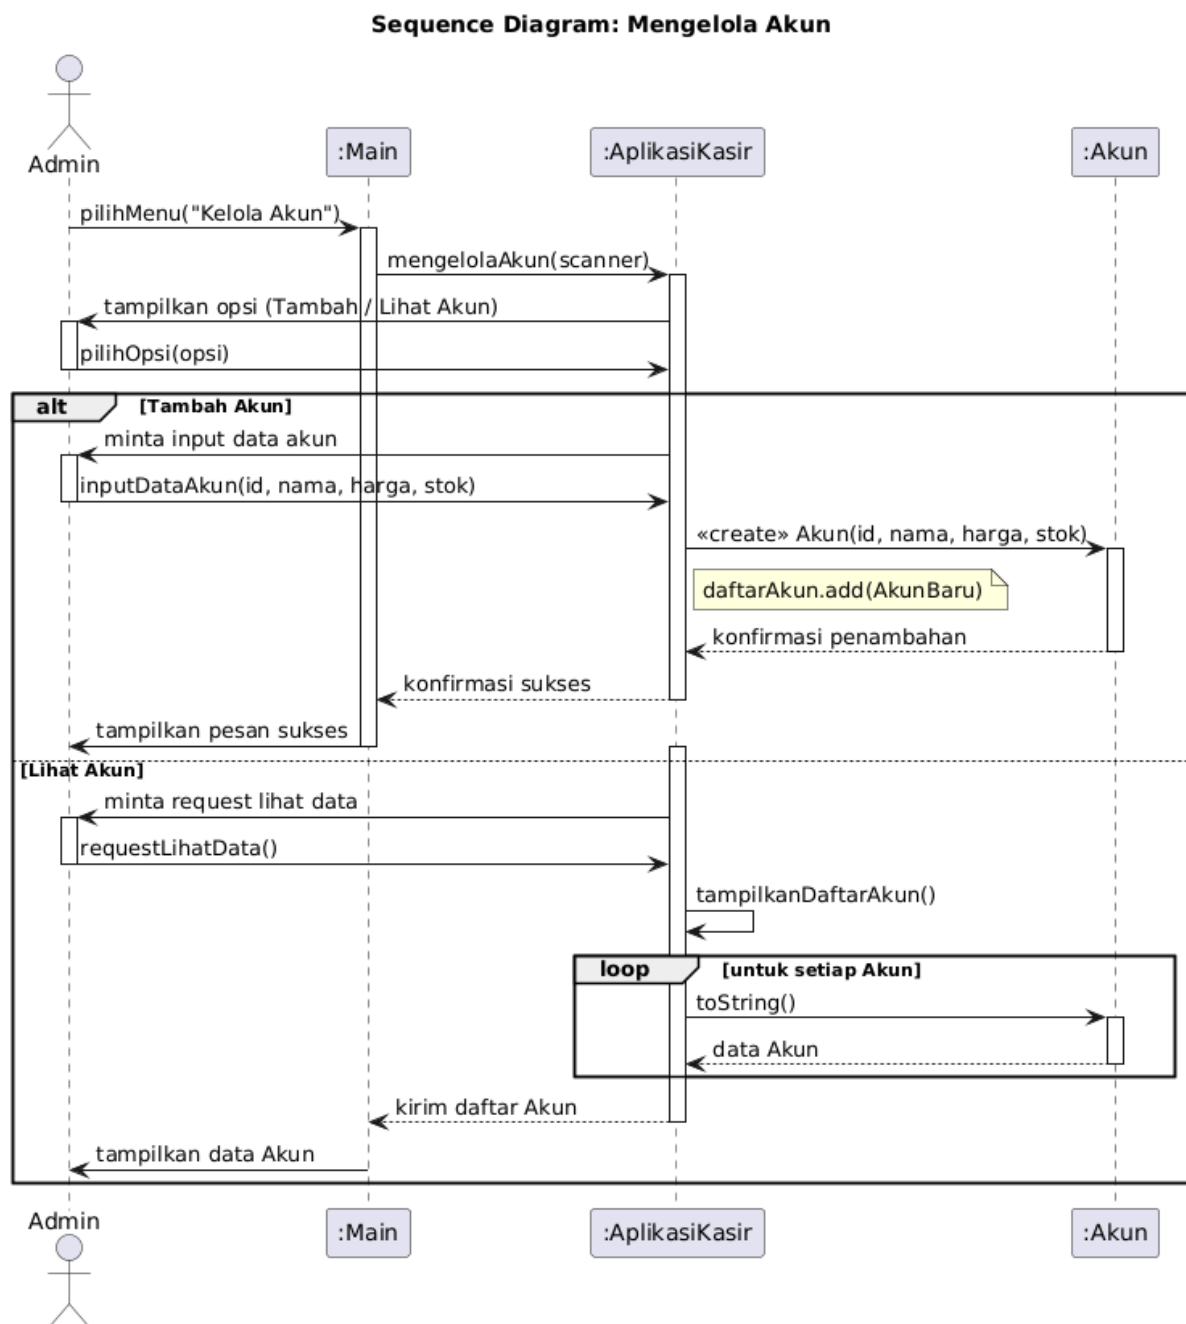 Sequence Diagram: Mengelola Akun
Admin
:Main
:AplikasiKasir
:Akun
pilihMenu("Kelola Akun")
mengelolaAkun(scanner)
tampilkan opsi (Tambah / Lihat Akun)
pilihOpsi(opsi)
alt
[Tambah Akun]
minta input data akun
inputDataAkun(id, nama, harga, stok)
«create» Akun(id, nama, harga, stok)
daftarAkun.add(AkunBaru)
konfirmasi penambahan
konfirmasi sukses
tampilkan pesan sukses
[Lihat Akun]
minta request lihat data
requestLihatData()
tampilkanDaftarAkun()
loop
[untuk setiap Akun]
toString()
data Akun
kirim daftar Akun
tampilkan data Akun
Admin
:Main
:AplikasiKasir
:Akun